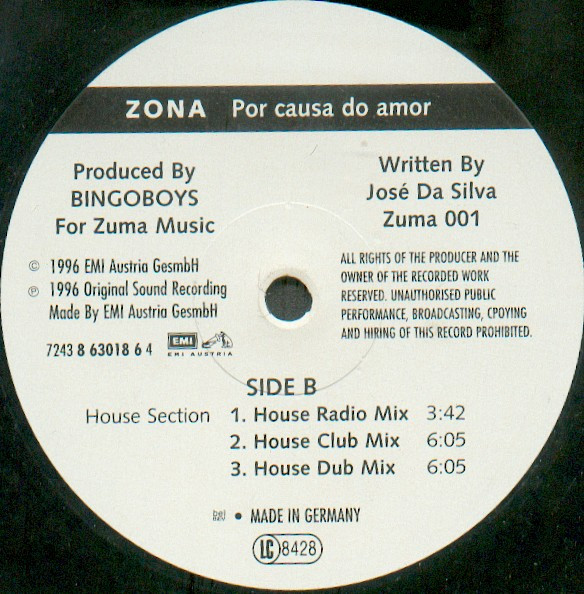 ZONA Por causa do amor
Produced By
BINGOBOYS
For Zuma Music
Written By
José Da Silva
Zuma 001
© 1996 EMI Austria GesmbH
℗ 1996 Original Sound Recording
Made By EMI Austria GesmbH
ALL RIGHTS OF THE PRODUCER AND THE
OWNER OF THE RECORDED WORK
RESERVED. UNAUTHORISED PUBLIC
PERFORMANCE, BROADCASTING, CPOYING
AND HIRING OF THIS RECORD PROHIBITED.
7243 8 63018 6 4
EMI
EMI AUSTRIA
SIDE B
House Section 1. House Radio Mix 3:42
2. House Club Mix 6:05
3. House Dub Mix 6:05
bel
BZV • MADE IN GERMANY
LC 8428